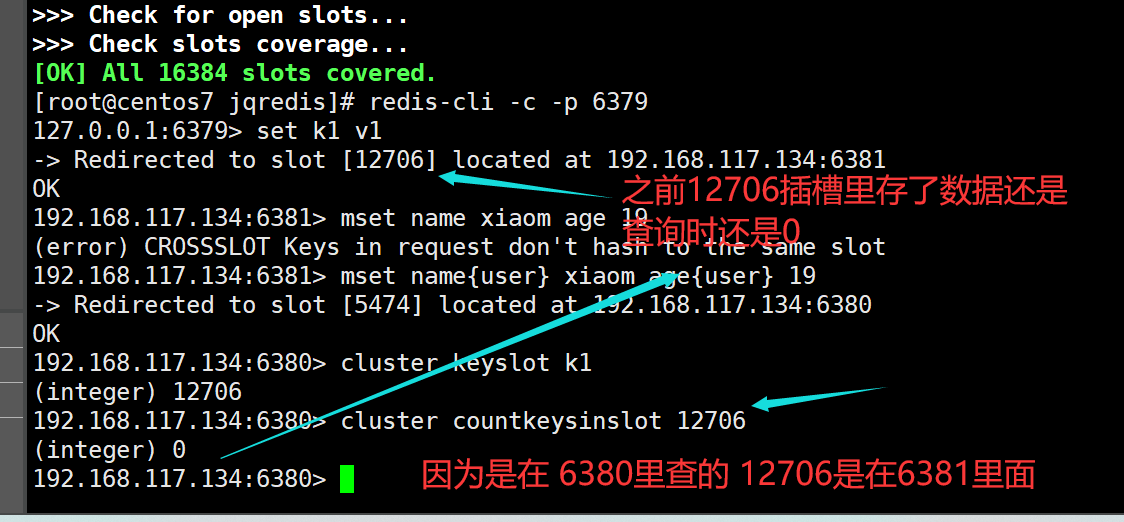 >>> Check for open slots...
>>> Check slots coverage...
[OK] All 16384 slots covered.
[root@centos7 jqredis]# redis-cli -c -p 6379
127.0.0.1:6379> set k1 v1
-> Redirected to slot [12706] located at 192.168.117.134:6381
OK
之前12706插槽里存了数据还是
192.168.117.134:6381> mset name xiaom age 19
查询时还是0
(error) CROSSSLOT Keys in request don't hash to the same slot
192.168.117.134:6381> mset name{user} xiaom age{user} 19
-> Redirected to slot [5474] located at 192.168.117.134:6380
OK
192.168.117.134:6380> cluster keyslot k1
(integer) 12706
192.168.117.134:6380> cluster countkeysinslot 12706
(integer) 0
192.168.117.134:6380>
因为是在 6380里查的 12706是在6381里面